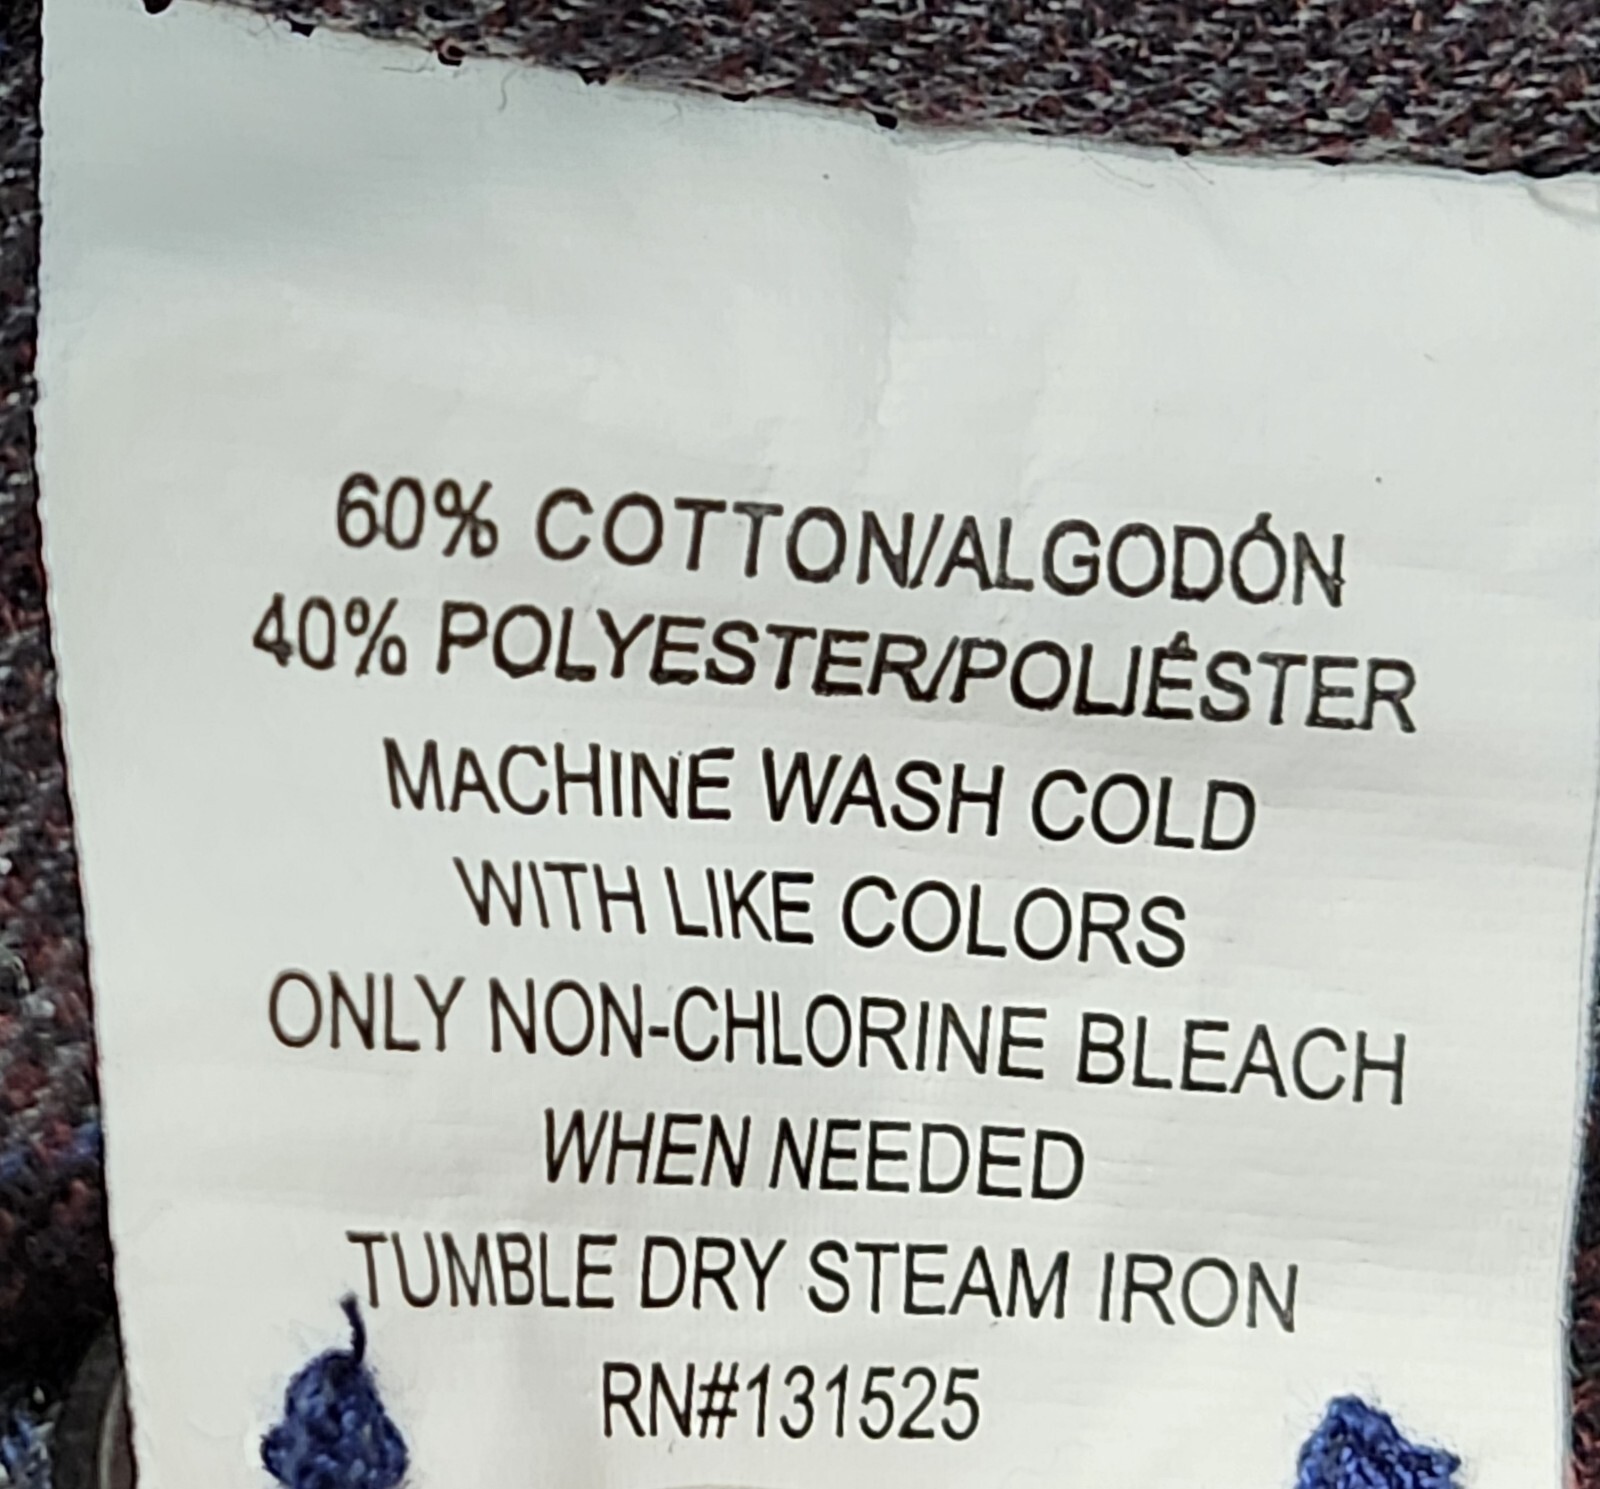 60% COTTON/ALGODÓN
40% POLYESTER/POLIÉSTER
MACHINE WASH COLD
WITH LIKE COLORS
ONLY NON-CHLORINE BLEACH
WHEN NEEDED
TUMBLE DRY STEAM IRON
RN#131525